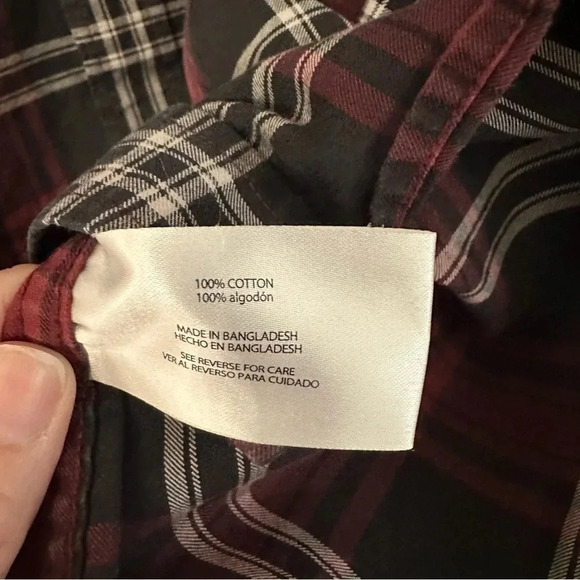 100% COTTON
100% algodón
MADE IN BANGLADESH
HECHO EN BANGLADESH
SEE REVERSE FOR CARE
VER AL REVERSO PARA CUIDADO